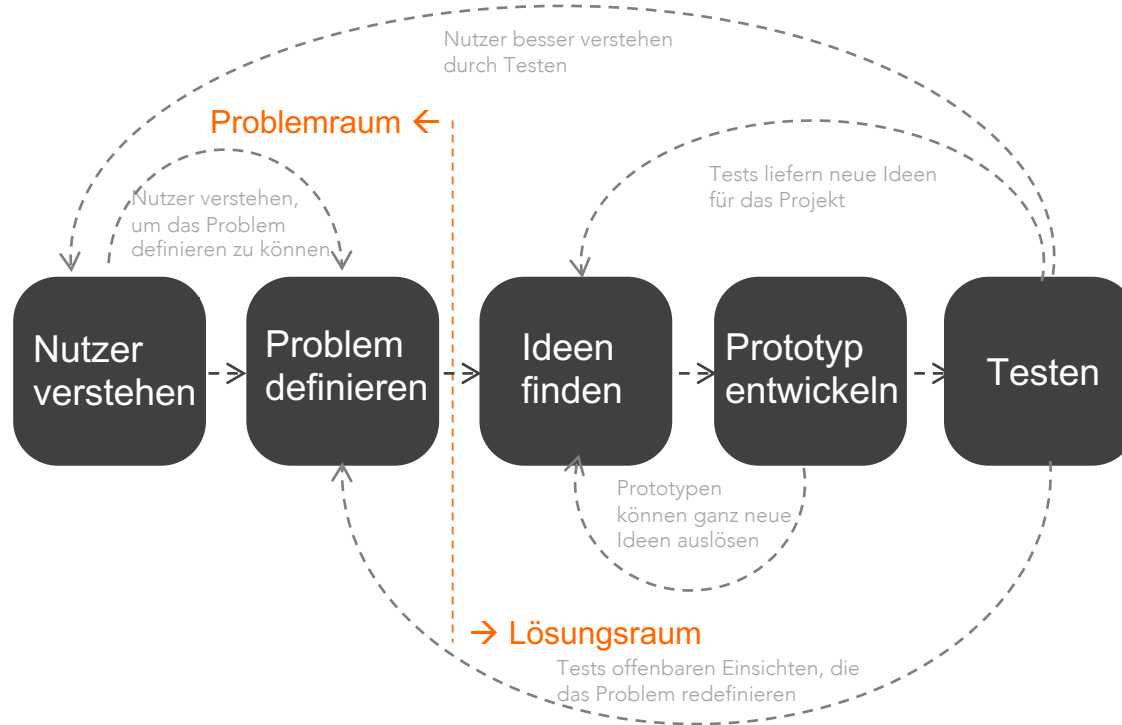 Nutzer besser verstehen
durch Testen
Problemraum ←
Tests liefern neue Ideen
für das Projekt
Nutzer verstehen,
um das Problem
definieren zu können
Nutzer
verstehen
Problem
definieren
Ideen
finden
Prototyp
entwickeln
Testen
Prototypen
können ganz neue
Ideen auslösen
→ Lösungsraum
Tests offenbaren Einsichten, die
das Problem redefinieren